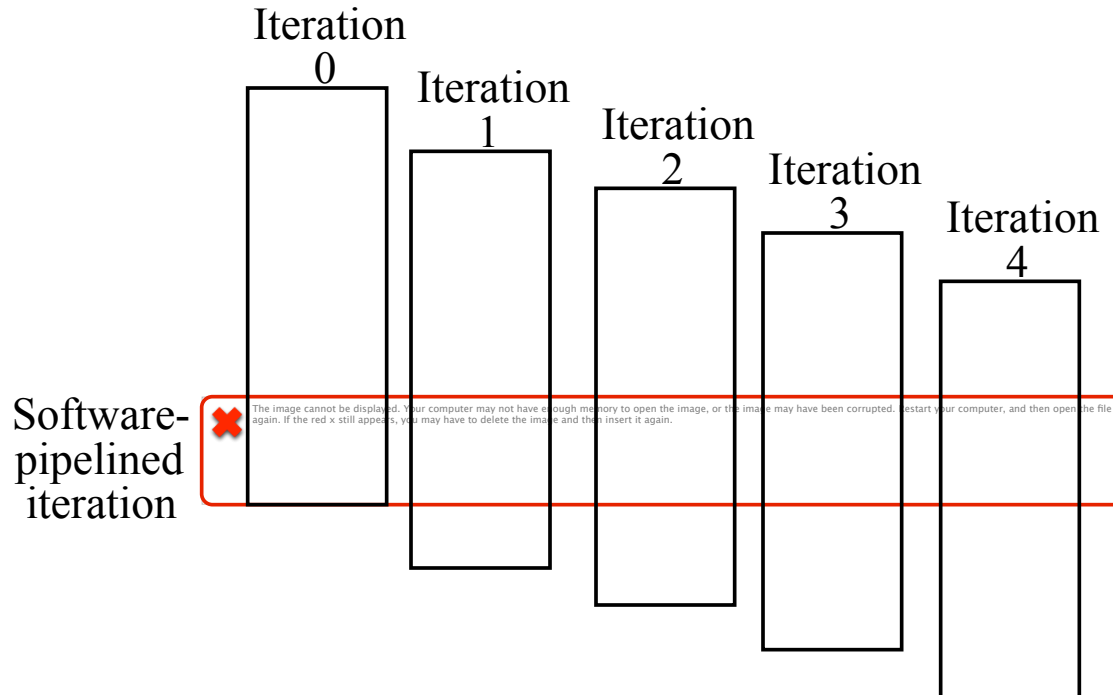 Iteration
0
Iteration
1
Iteration
2
Iteration
3
Iteration
4
Software-
pipelined
iteration
The image cannot be displayed. Your computer may not have enough memory to open the image, or the image may have been corrupted. Restart your computer, and then open the file
again. If the red x still appears, you may have to delete the image and then insert it again.